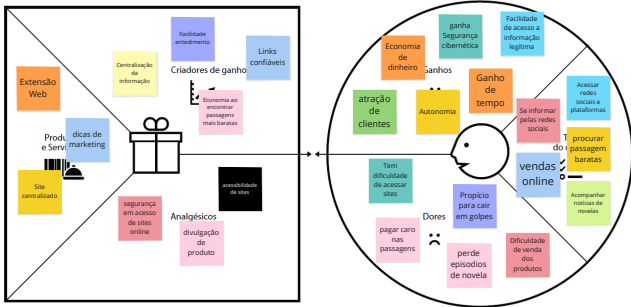 Facilidade
entedimento
Links
confiáveis
Centralização
da
informação
Criadores de ganho
Extensão
Web
Economia ao
encontrar
passagens
mais baratas
dicas de
marketing
Produ
e Servi
Site
centralizado
acessibilidade
de sites
segurança
em acesso
de sites
online
Analgésicos
divulgação
de
produto
ganha
Segurança
cibernética
Facilidade
de acesso a
informação
legítima
Economia
de
dinheiro
Ganhos
Ganho
de
tempo
Acessar
redes
sociais e
plataformas
atração
de
clientes
Autonomia
Se informar
pelas redes
sociais
T
do c
procurar
passagem
baratas
vendas
online
Tem
dificuldade
de acessar
sites
Propício
para cair
em golpes
Acompanhar
notícias de
novelas
Dores
pagar caro
nas
passagens
perde
episodios
de novela
Dificuldade
de venda
dos
produtos